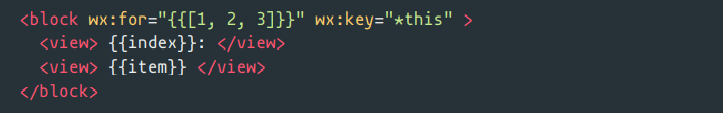 <block wx:for="{{[1, 2, 3]}}" wx:key="*this" >
<view> {{index}}: </view>
<view> {{item}} </view>
</block>